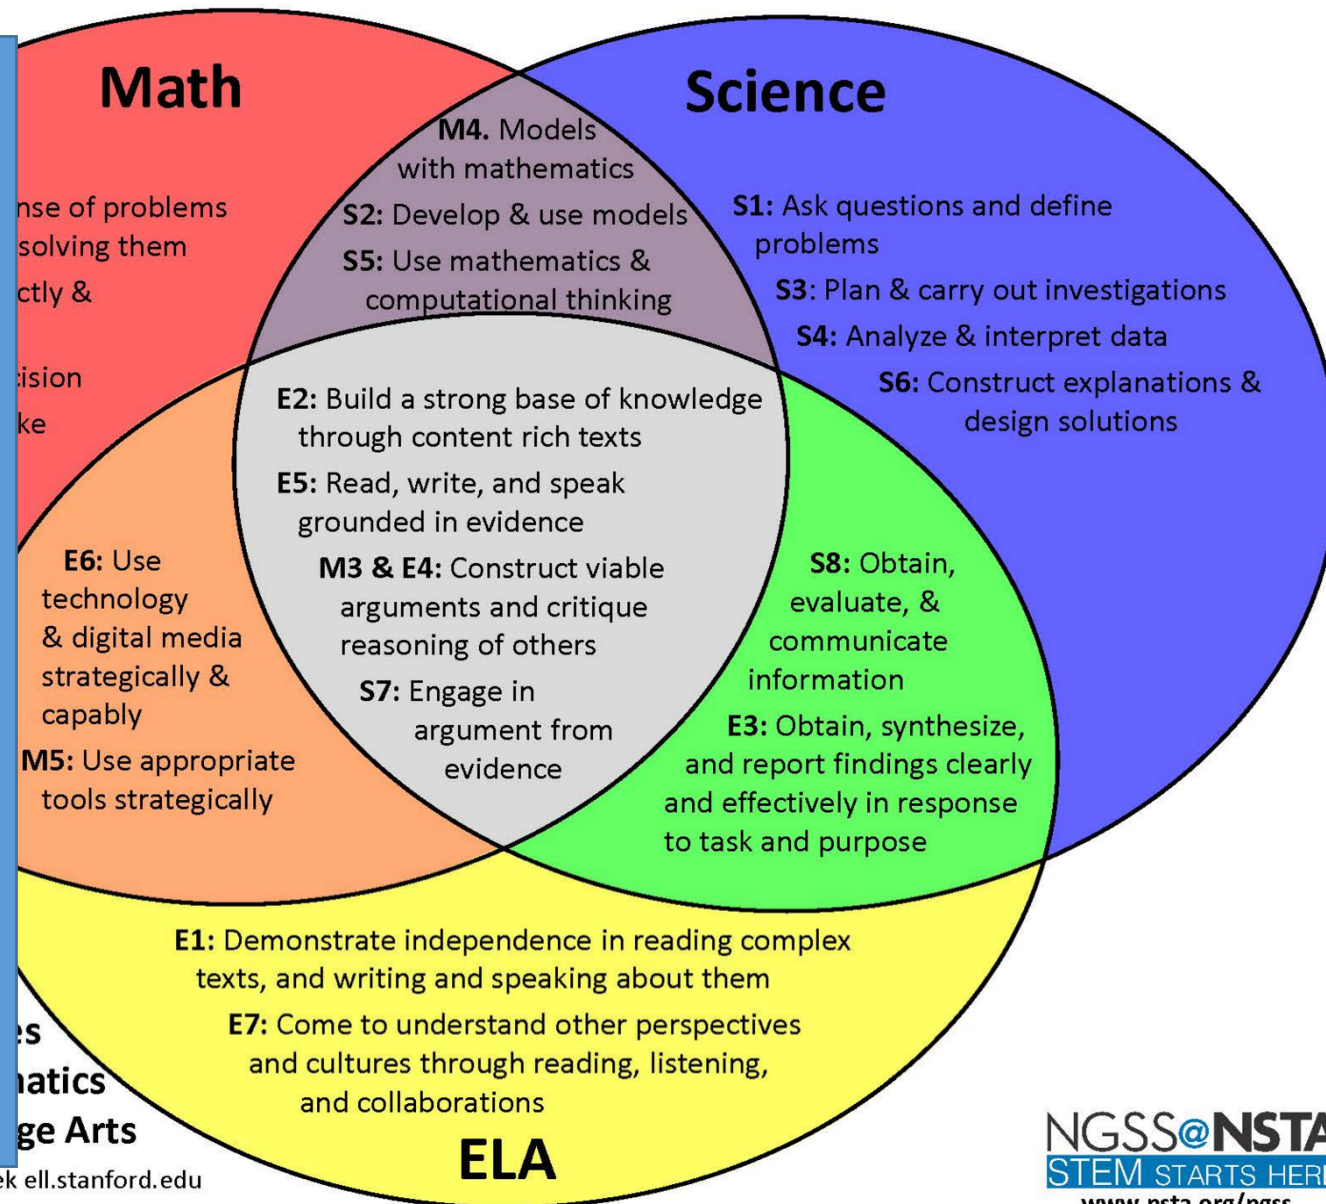 Math
nse of problems
solving them
ctly &
cision
ke
Science
M4. Models
with mathematics
S2: Develop & use models
S5: Use mathematics &
computational thinking
S1: Ask questions and define
problems
S3: Plan & carry out investigations
S4: Analyze & interpret data
S6: Construct explanations &
design solutions
E2: Build a strong base of knowledge
through content rich texts
E5: Read, write, and speak
grounded in evidence
M3 & E4: Construct viable
arguments and critique
reasoning of others
S7: Engage in
argument from
evidence
E6: Use
technology
& digital media
strategically &
capably
M5: Use appropriate
tools strategically
S8: Obtain,
evaluate, &
communicate
information
E3: Obtain, synthesize,
and report findings clearly
and effectively in response
to task and purpose
E1: Demonstrate independence in reading complex
texts, and writing and speaking about them
E7: Come to understand other perspectives
and cultures through reading, listening,
and collaborations
ELA
es
natics
ge Arts
ek ell.stanford.edu
NGSS@NSTA
STEM STARTS HERE
www.nsta.org/ngss